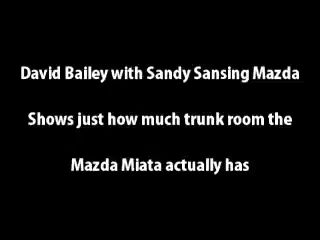 David Bailey with Sandy Sansing Mazda
Shows just how much trunk room the
Mazda Miata actually has